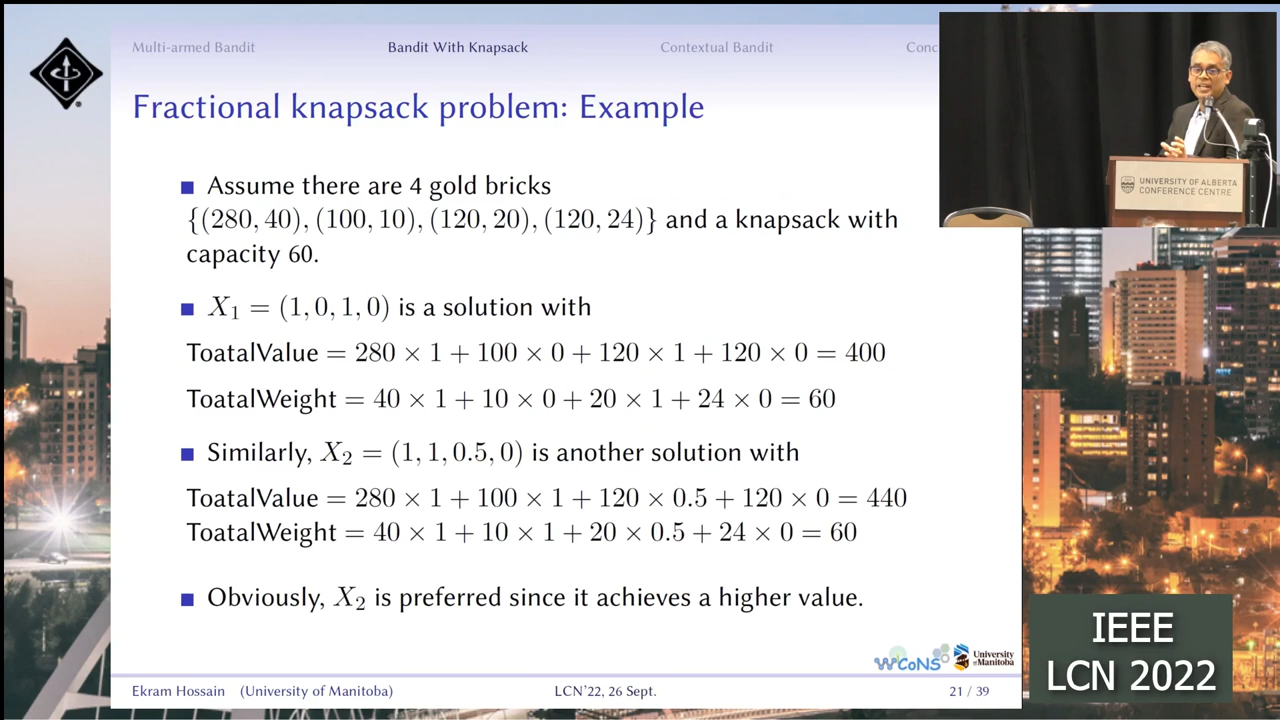 Multi-armed Bandit
Bandit With Knapsack
Contextual Bandit
Conc
Fractional knapsack problem: Example
Assume there are 4 gold bricks
{(280, 40), (100, 10), (120, 20), (120, 24)} and a knapsack with
capacity 60.
X₁ = (1, 0, 1, 0) is a solution with
ToatalValue = 280 × 1 + 100 × 0 + 120 × 1 + 120 × 0 = 400
ToatalWeight = 40 × 1 + 10 × 0 + 20 × 1 + 24 × 0 = 60
Similarly, X₂ = (1, 1, 0.5, 0) is another solution with
ToatalValue = 280 × 1 + 100 × 1 + 120 × 0.5 + 120 × 0 = 440
ToatalWeight = 40 × 1 + 10 × 1 + 20 × 0.5 + 24 × 0 = 60
Obviously, X₂ is preferred since it achieves a higher value.
WCoNS
University
of Manitoba
Ekram Hossain (University of Manitoba)
LCN'22, 26 Sept.
21 / 39
UNIVERSITY OF ALBERTA
CONFERENCE CENTRE
IEEE
LCN 2022